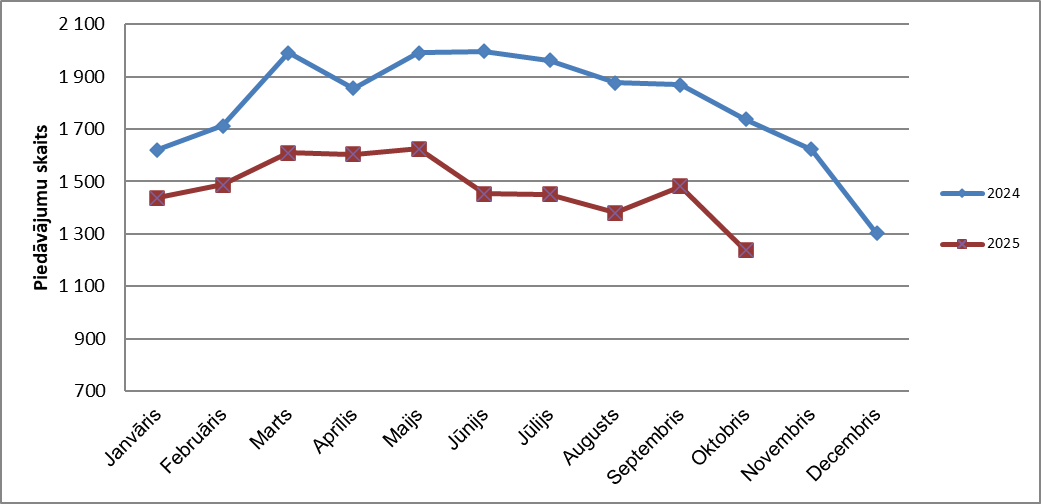 2 100
1 900
1 700
1 500
1 300
1 100
900
700
Piedāvājumu skaits
Janvāris
Februāris
Marts
Aprīlis
Maijs
Jūnijs
Jūlijs
Augusts
Septembris
Oktobris
Novembris
Decembris
2024
2025